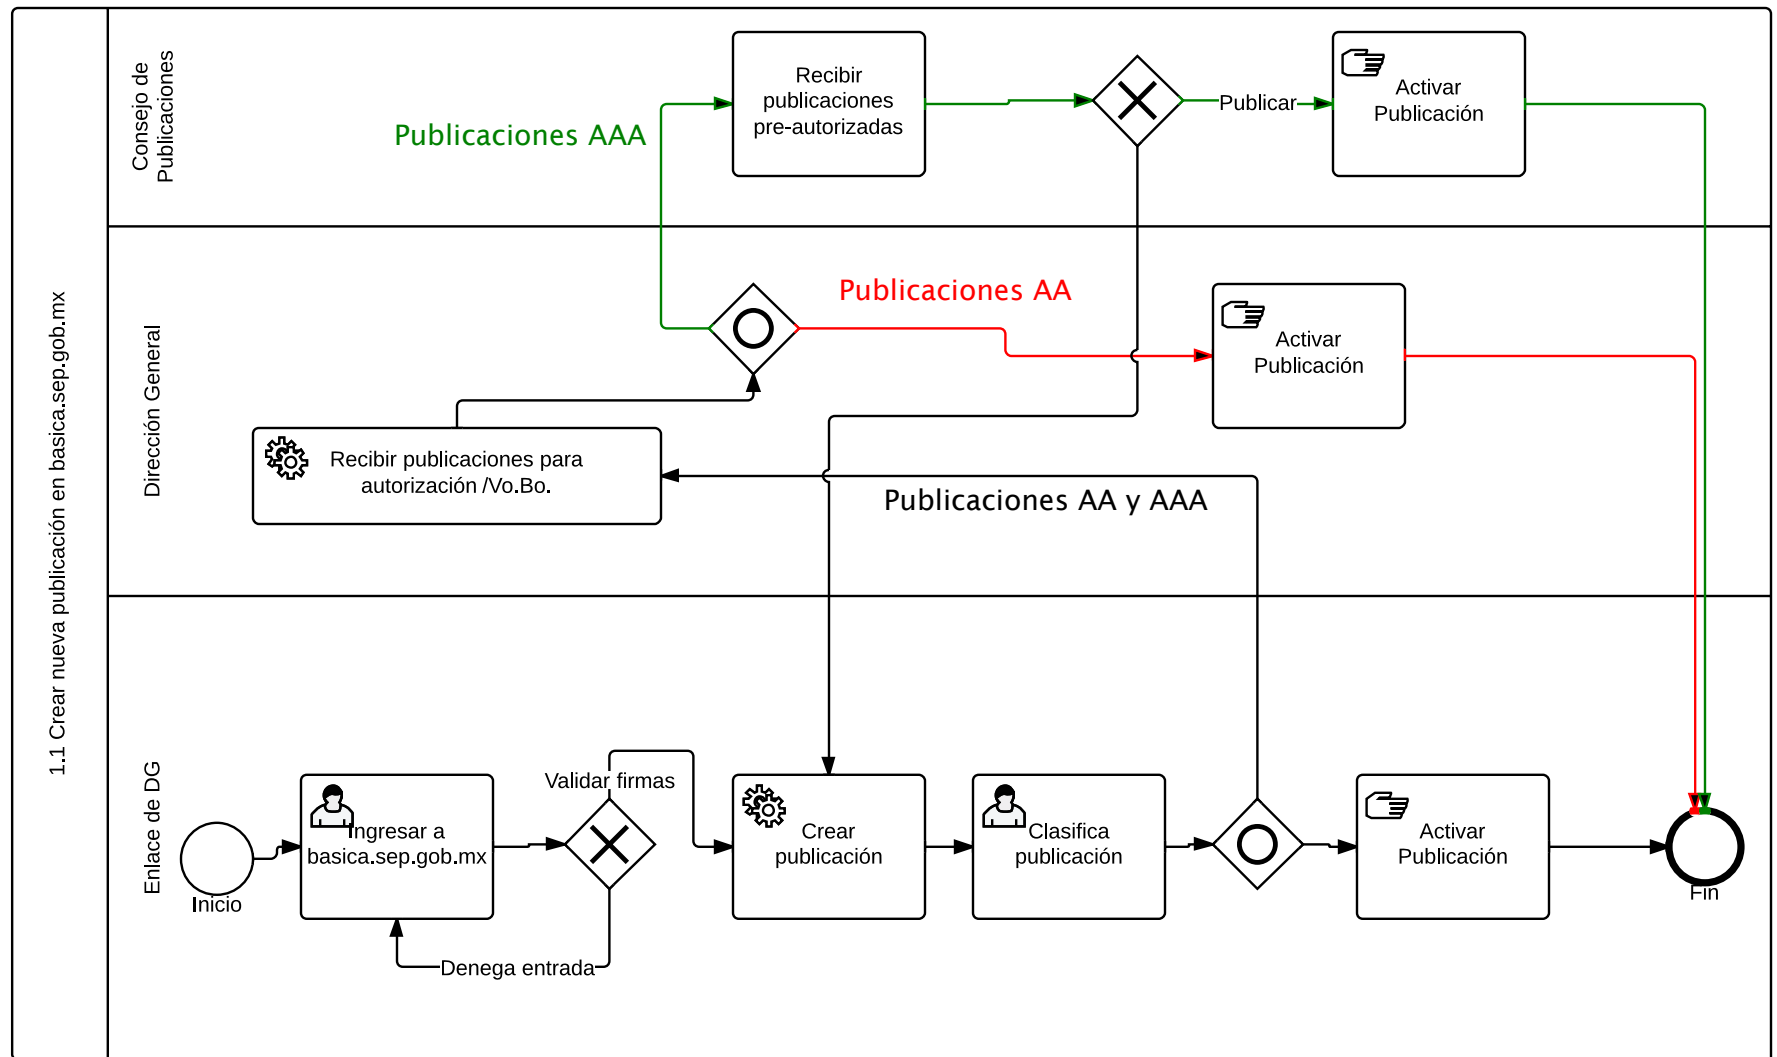 1.1 Crear nueva publicación en basica.sep.gob.mx
Consejo de
Publicaciones
Publicaciones AAA
Recibir
publicaciones
pre-autorizadas
Publicar
Activar
Publicación
Dirección General
Publicaciones AA
Activar
Publicación
Recibir publicaciones para
autorización /Vo.Bo.
Publicaciones AA y AAA
Enlace de DG
Inicio
Ingresar a
basica.sep.gob.mx
Validar firmas
Denega entrada
Crear
publicación
Clasifica
publicación
Activar
Publicación
Fin